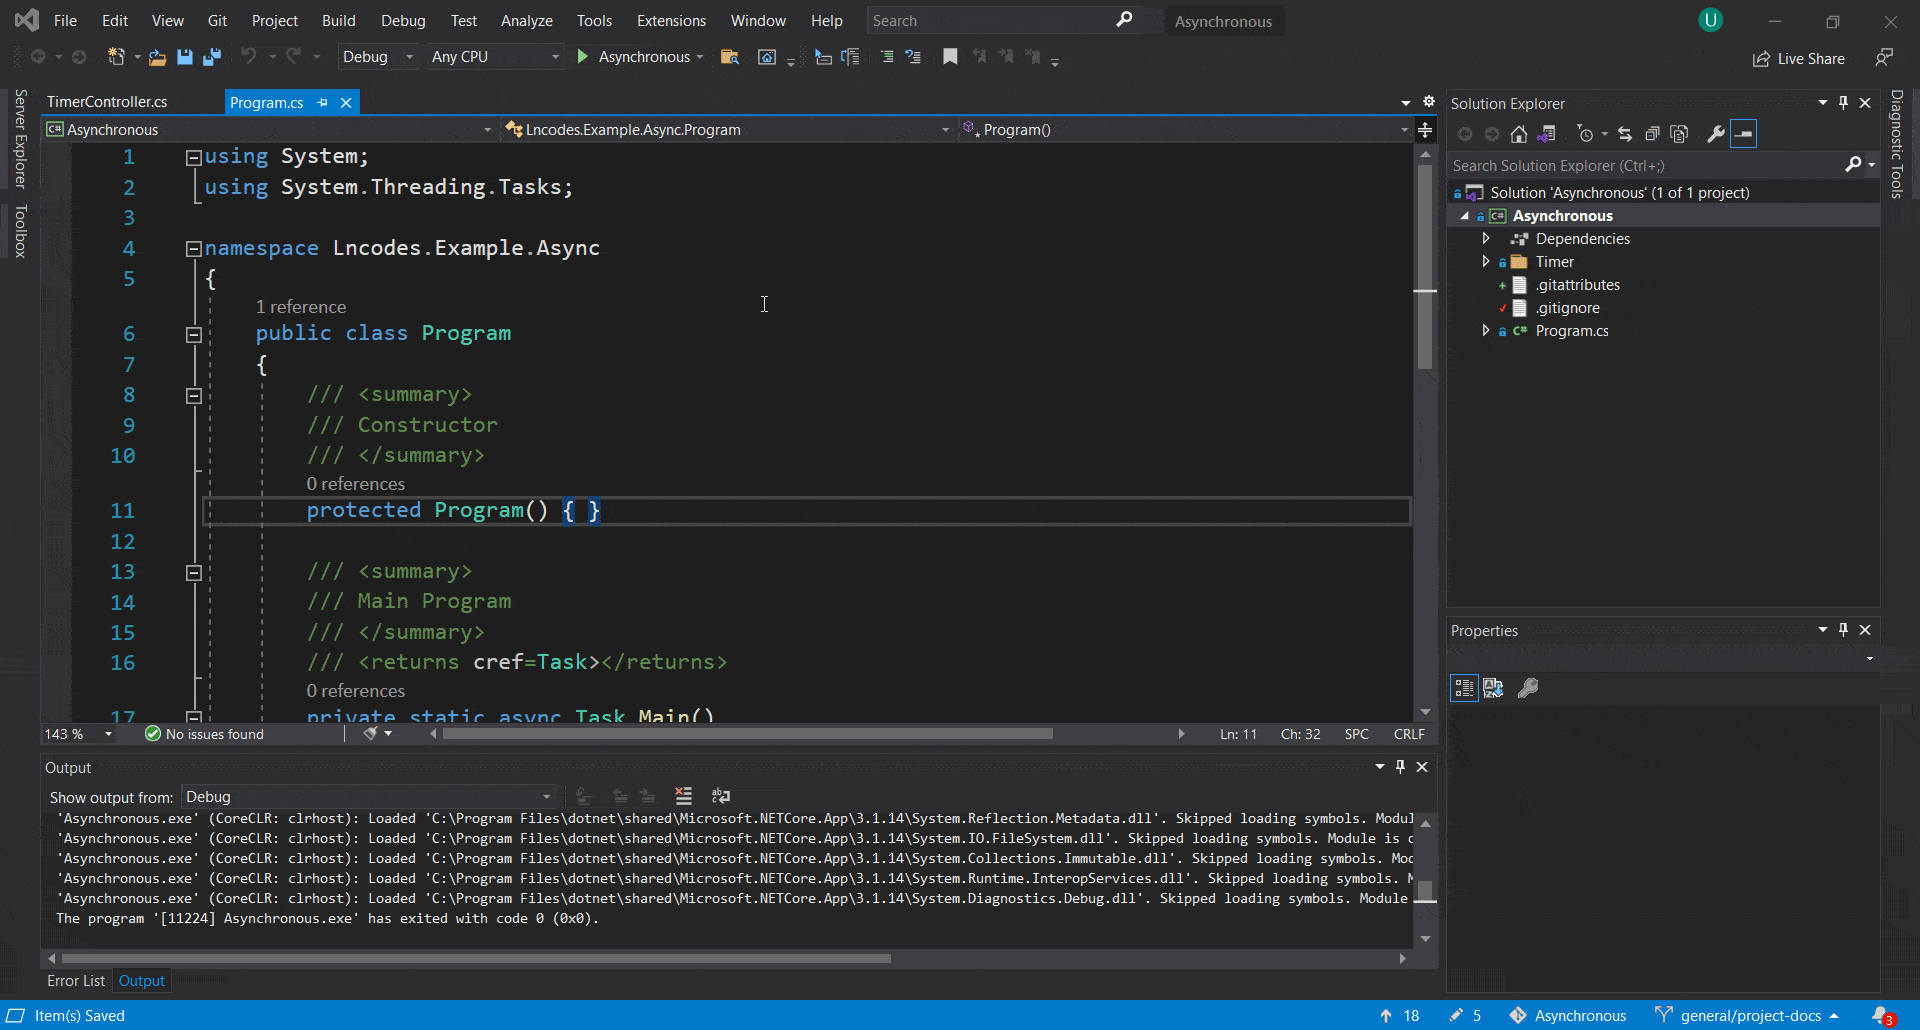 File Edit View Git Project Build Debug Test Analyze Tools Extensions Window Help Search Asynchronous U
Debug Any CPU Asynchronous Live Share
Server Explorer
Toolbox
TimerController.cs Program.cs
Asynchronous Lncodes.Example.Async.Program Program()
1 using System;
2 using System.Threading.Tasks;
3
4 namespace Lncodes.Example.Async
5 {
1 reference
6 public class Program
7 {
8 /// <summary>
9 /// Constructor
10 /// </summary>
0 references
11 protected Program() { }
12
13 /// <summary>
14 /// Main Program
15 /// </summary>
16 /// <returns cref=Task></returns>
0 references
17 private static async Task Main()
143 % No issues found Ln: 11 Ch: 32 SPC CRLF
Output
Show output from: Debug
'Asynchronous.exe' (CoreCLR: clrhost): Loaded 'C:\Program Files\dotnet\shared\Microsoft.NETCore.App\3.1.14\System.Reflection.Metadata.dll'. Skipped loading symbols. Modul
'Asynchronous.exe' (CoreCLR: clrhost): Loaded 'C:\Program Files\dotnet\shared\Microsoft.NETCore.App\3.1.14\System.IO.FileSystem.dll'. Skipped loading symbols. Module is o
'Asynchronous.exe' (CoreCLR: clrhost): Loaded 'C:\Program Files\dotnet\shared\Microsoft.NETCore.App\3.1.14\System.Collections.Immutable.dll'. Skipped loading symbols. Mod
'Asynchronous.exe' (CoreCLR: clrhost): Loaded 'C:\Program Files\dotnet\shared\Microsoft.NETCore.App\3.1.14\System.Runtime.InteropServices.dll'. Skipped loading symbols. M
'Asynchronous.exe' (CoreCLR: clrhost): Loaded 'C:\Program Files\dotnet\shared\Microsoft.NETCore.App\3.1.14\System.Diagnostics.Debug.dll'. Skipped loading symbols. Module
The program '[11224] Asynchronous.exe' has exited with code 0 (0x0).
Error List Output
Solution Explorer
Search Solution Explorer (Ctrl+;)
Solution 'Asynchronous' (1 of 1 project)
C# Asynchronous
Dependencies
Timer
.gitattributes
.gitignore
C# Program.cs
Properties
Diagnostic Tools
Item(s) Saved 18 5 Asynchronous general/project-docs 3